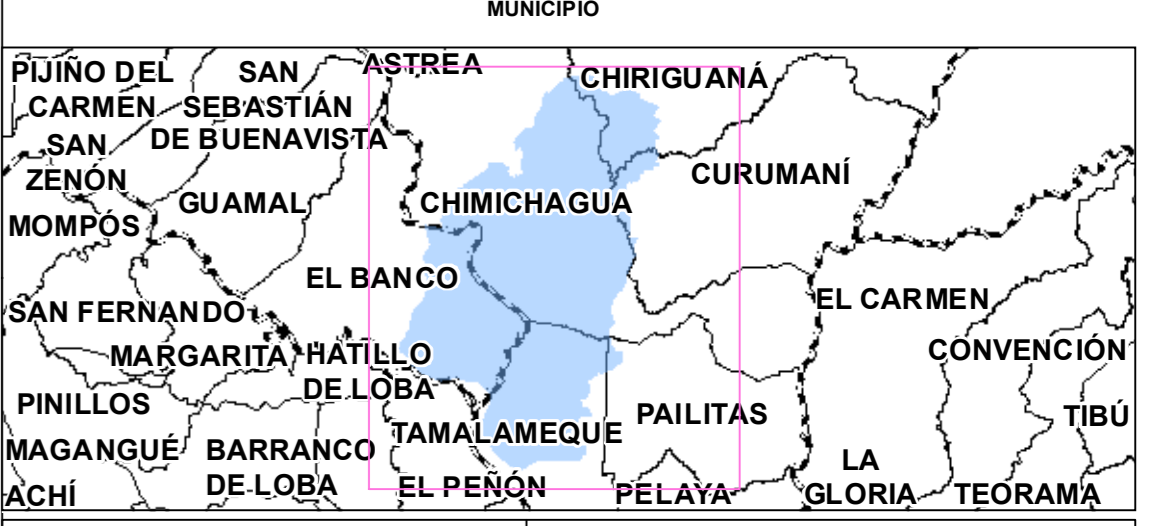 MUNICIPIO
ASTREA
PIJIÑO DEL
CARMEN
SAN
SEBASTIÁN
DE BUENAVISTA
CHIRIGUANÁ
SAN
ZENÓN
CURUMANÍ
GUAMAL
CHIMICHAGUA
MOMPÓS
EL BANCO
SAN FERNANDO
EL CARMEN
MARGARITA
HATILLO
DE LOBA
CONVENCIÓN
PINILLOS
PAILITAS
TIBÚ
TAMALAMEQUE
MAGANGUÉ
BARRANCO
DE LOBA
LA
GLORIA
ACHÍ
EL PEÑÓN
PELAYA
TEORAMA